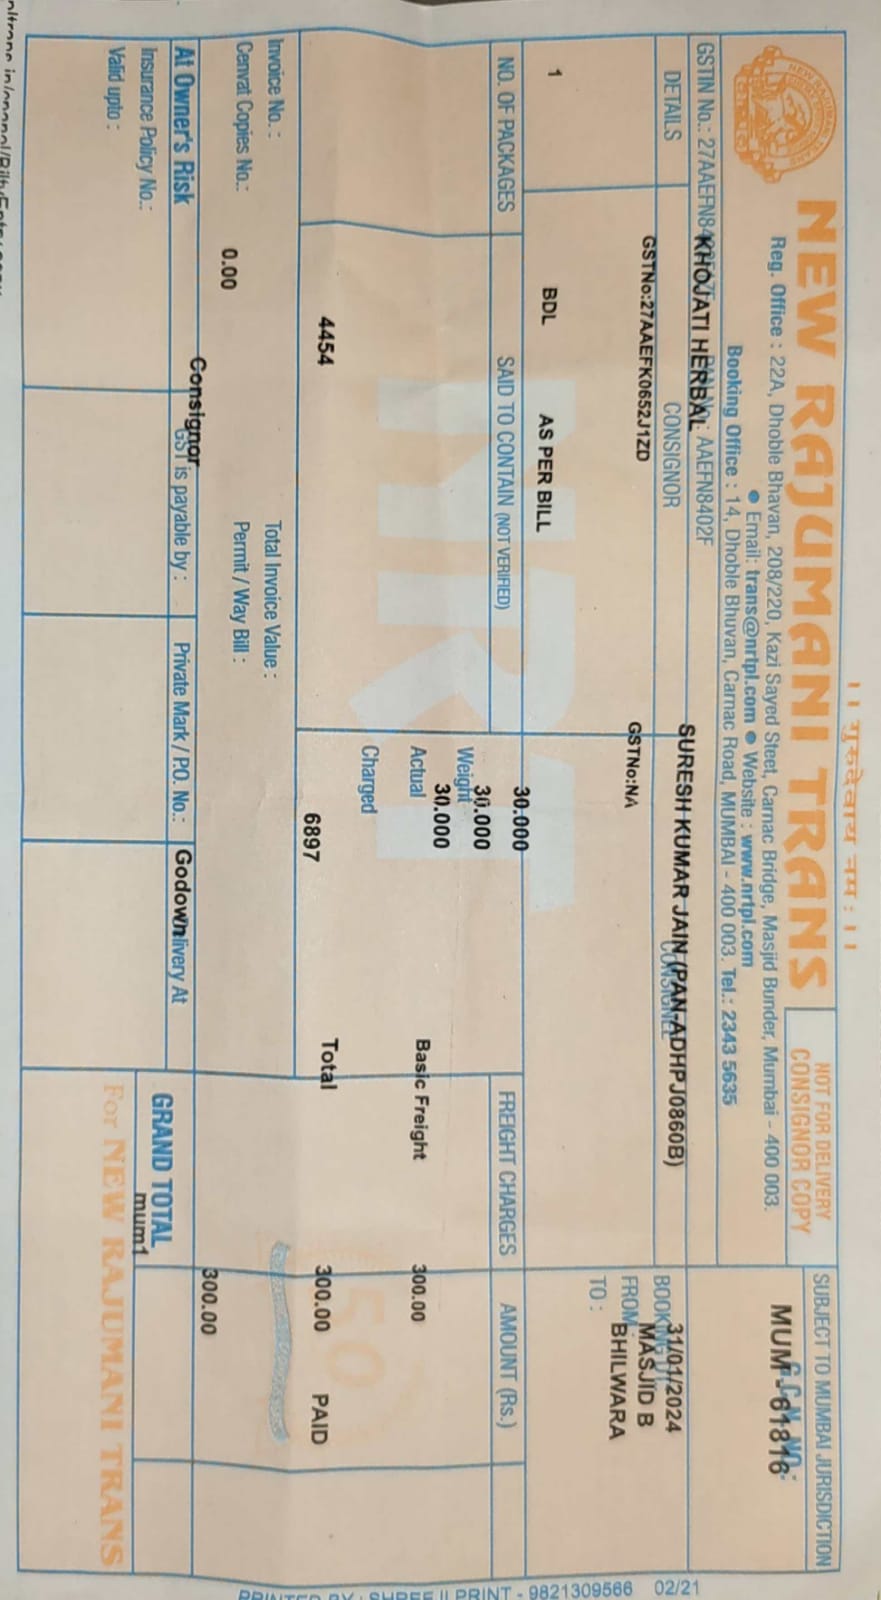 ।। गुरुदेवाय नमः ।।
NEW RAJUMANI TRANS
NOT FOR DELIVERY
CONSIGNOR COPY
SUBJECT TO MUMBAI JURISDICTION
G.C.M. NO.:
MUM - 61816
Reg. Office : 22A, Dhoble Bhavan, 208/220, Kazi Sayed Steet, Carnac Bridge, Masjid Bunder, Mumbai - 400 003.
● Email: trans@nrtpl.com ● Website : www.nrtpl.com
Booking Office : 14, Dhoble Bhuvan, Carnac Road, MUMBAI - 400 003. Tel.: 2343 5635
GSTIN No.: 27AAEFN84 AAEFN8402F
KHOJATI HERBAL
SURESH KUMAR JAIN (PAN-ADHPJ0860B)
DETAILS
CONSIGNOR
CONSIGNEE
31/01/2024
GSTNo:27AAEFK0652J1ZD
GSTNo:NA
FROM :
MASJID B
TO :
BHILWARA
1
BDL
AS PER BILL
NO. OF PACKAGES
SAID TO CONTAIN (NOT VERIFIED)
30.000
Weight
30.000
Actual
30.000
Charged
FREIGHT CHARGES
AMOUNT (Rs.)
NRT
Basic Freight
300.00
4454
6897
Total
300.00
PAID
Invoice No. :
Total Invoice Value :
Cenvat Copies No.:
0.00
Permit / Way Bill :
300.00
At Owner's Risk
Consignor
GST is payable by :
Private Mark / PO. No.:
Godown
livery At
GRAND TOTAL
Insurance Policy No.:
mum1
Valid upto :
For NEW RAJUMANI TRANS
PRINTED BY : SHREEJI PRINT - 9821309566 02/21